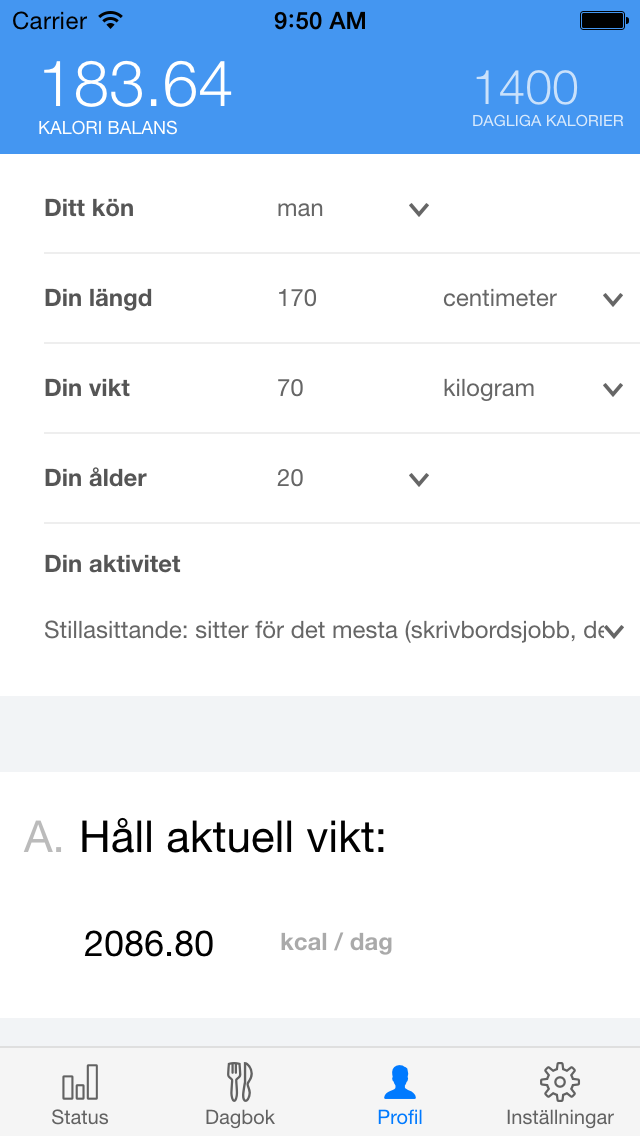 Carrier 9:50 AM
183.64 1400
KALORI BALANS DAGLIGA KALORIER
Ditt kön man
Din längd 170 centimeter
Din vikt 70 kilogram
Din ålder 20
Din aktivitet
Stillasittande: sitter för det mesta (skrivbordsjobb, de
A. Håll aktuell vikt:
2086.80 kcal / dag
Status Dagbok Profil Inställningar